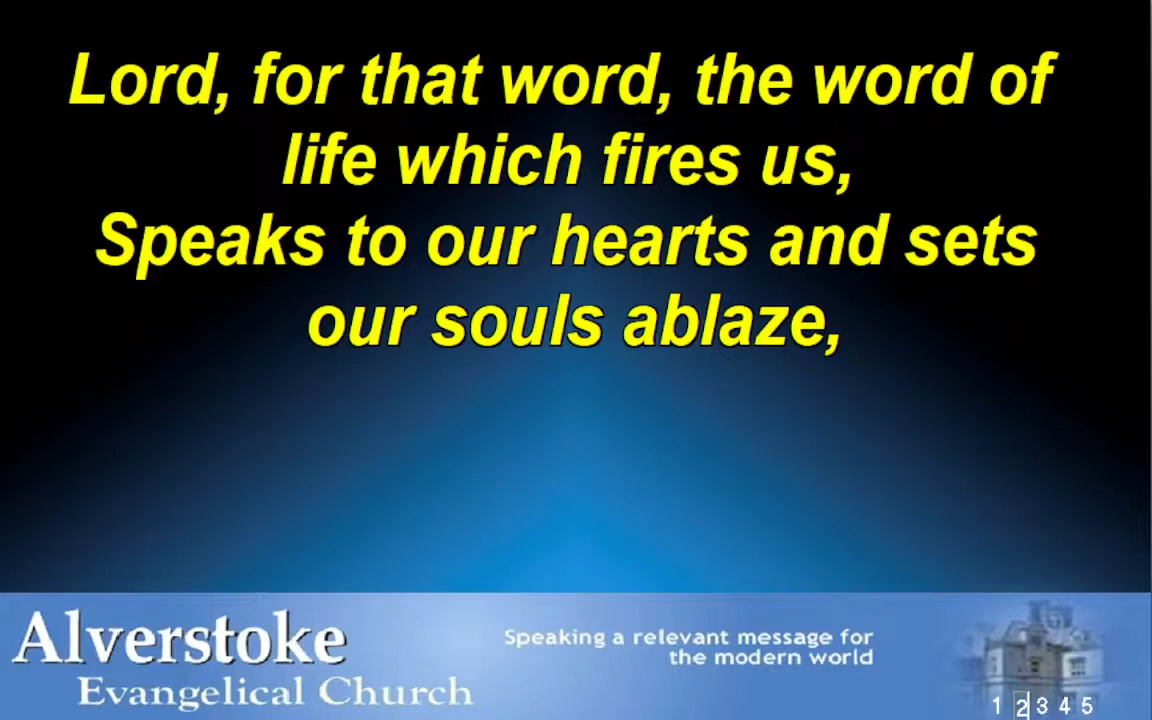 Lord, for that word, the word of
life which fires us,
Speaks to our hearts and sets
our souls ablaze,
Alverstoke
Evangelical Church
Speaking a relevant message for
the modern world
1 2 3 4 5